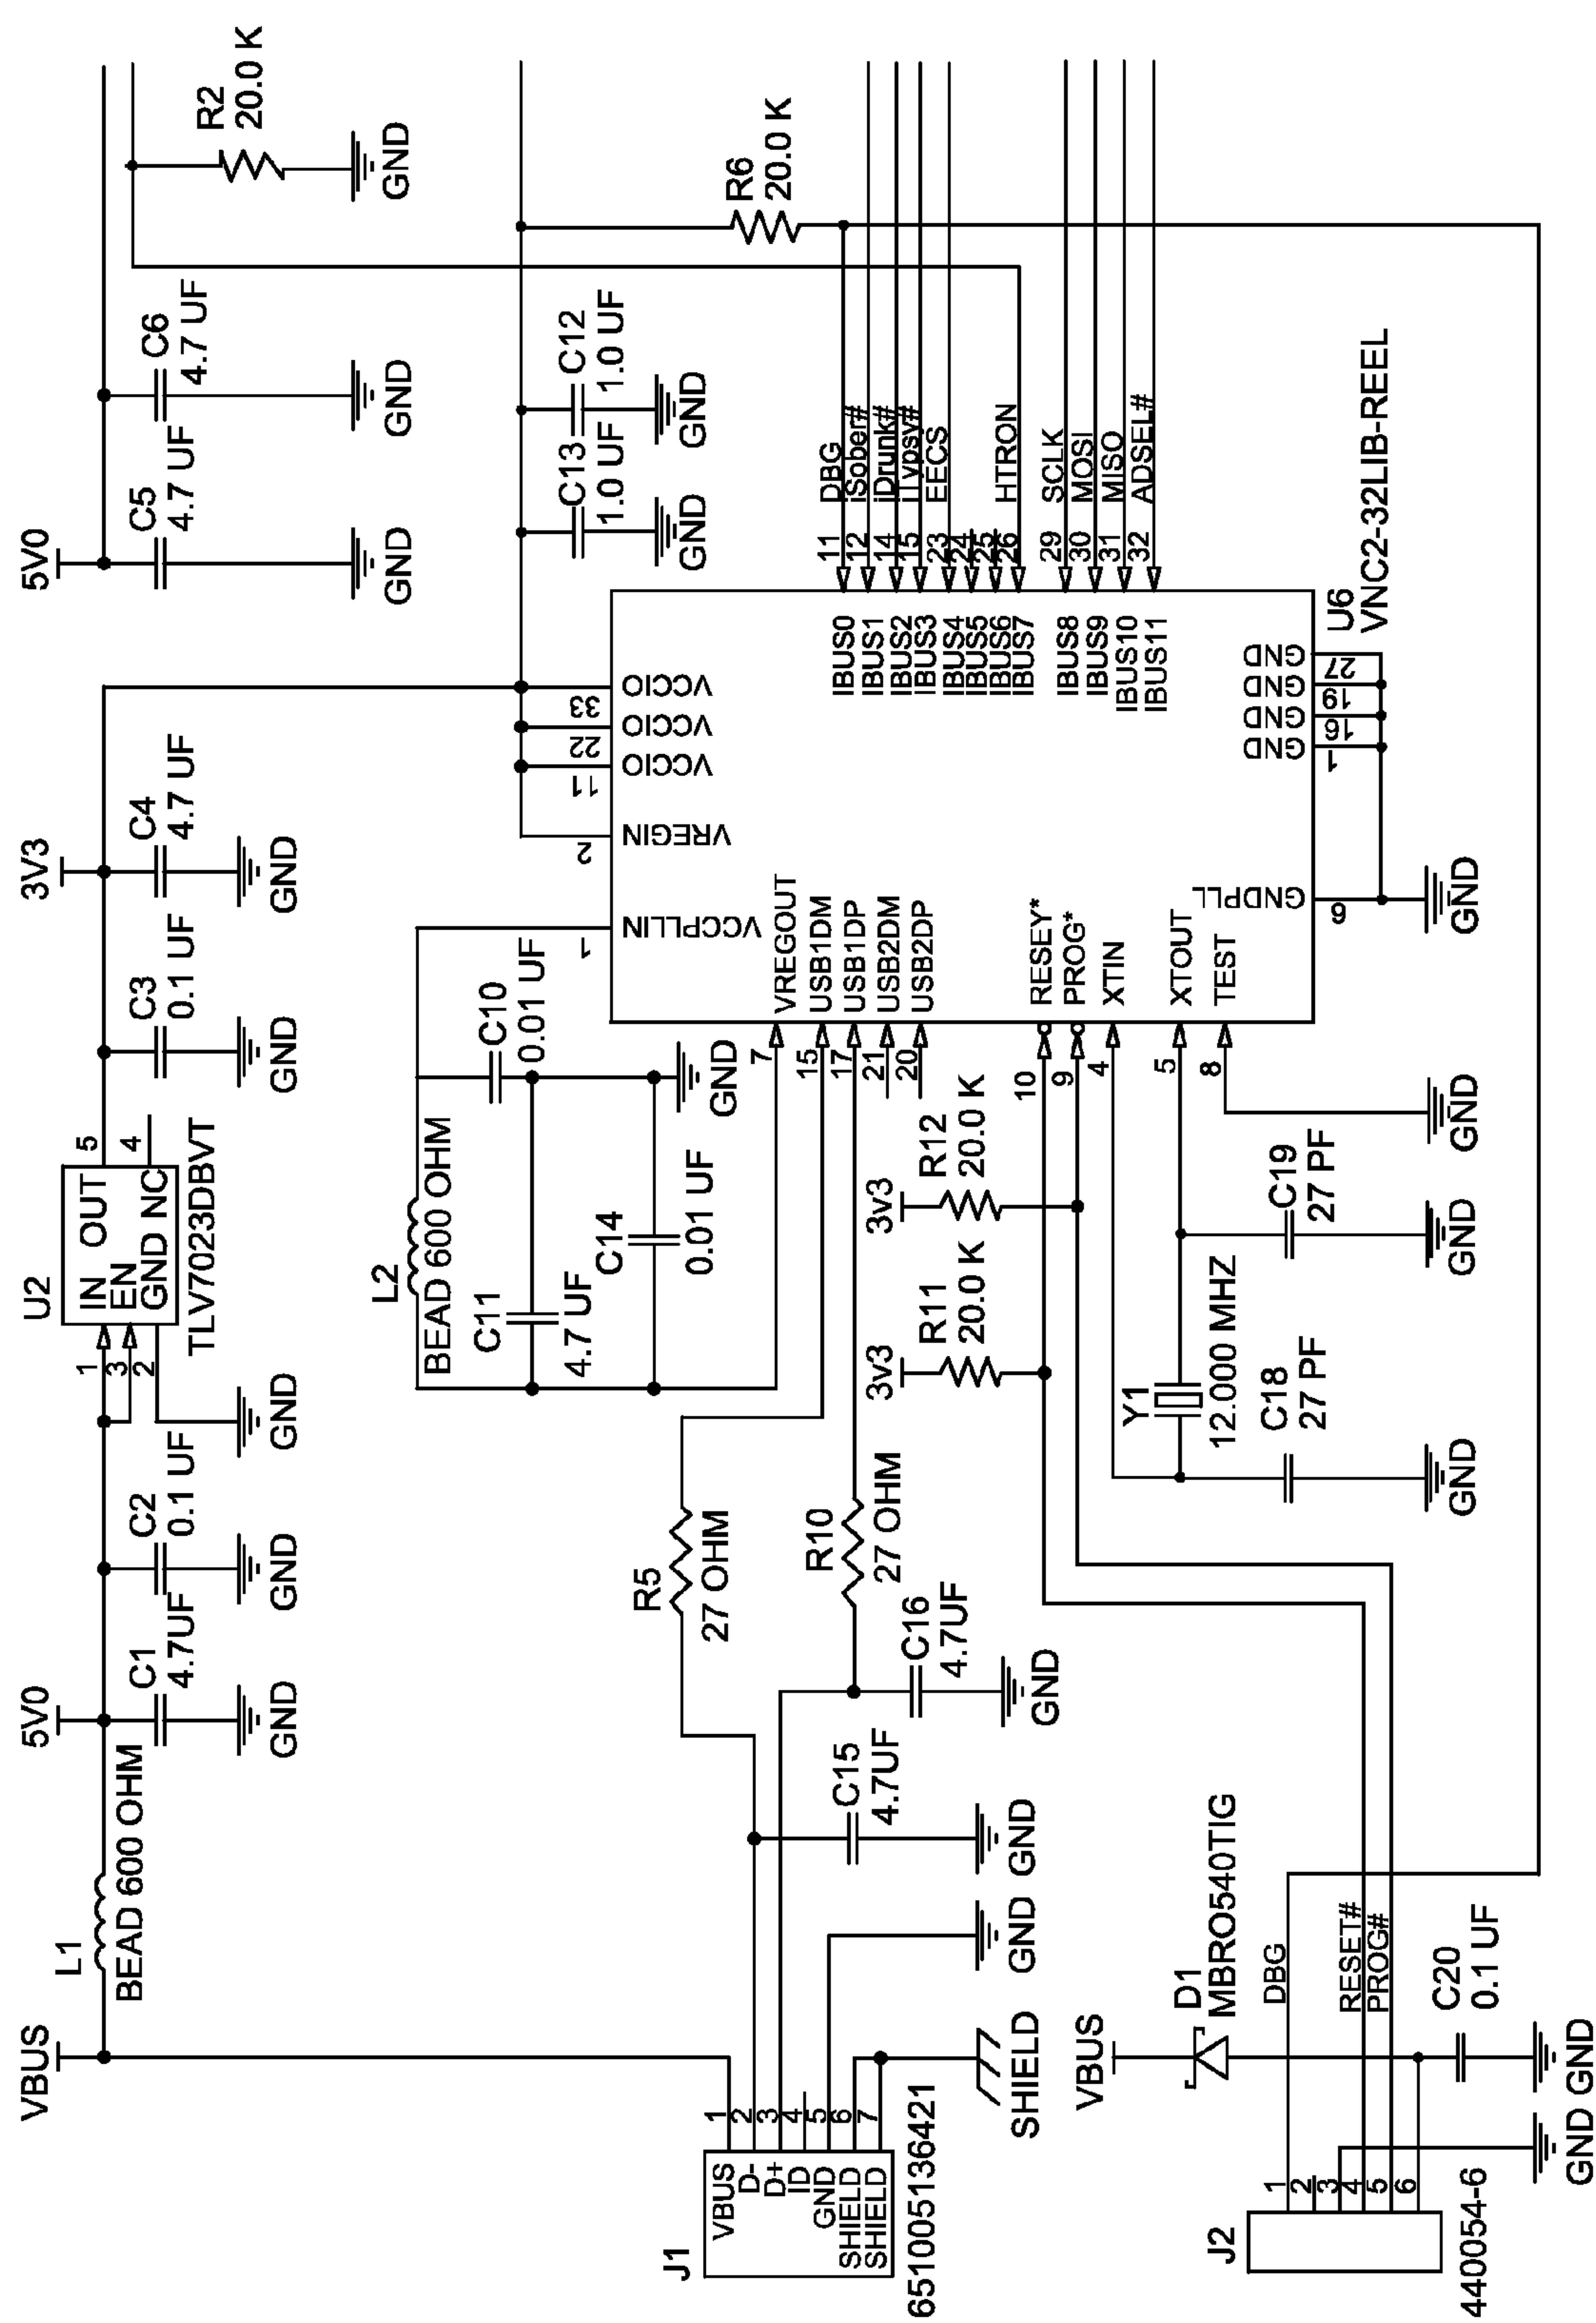 VBUS
L1
BEAD 600 OHM
5V0
C1
4.7UF
GND
C2
0.1 UF
GND
GND
1
3
2
U2
IN OUT
EN
GND NC
TLV7023DBVT
5
4
C3
0.1 UF
GND
3V3
C4
4.7 UF
GND
5V0
C5
4.7 UF
GND
C6
4.7 UF
GND
R2
20.0 K
GND
L2
BEAD 600 OHM
C10
0.01 UF
C11
4.7 UF
C14
0.01 UF
GND
C13
1.0 UF
GND
C12
1.0 UF
GND
R6
20.0 K
J1
VBUS
D-
D+
ID
GND
SHIELD
SHIELD
1
2
3
4
5
6
7
651005136421
SHIELD
GND
C15
4.7UF
GND
R5
27 OHM
R10
27 OHM
C16
4.7UF
GND
3v3
R11
20.0 K
3v3
R12
20.0 K
Y1
12.000 MHZ
C18
27 PF
GND
C19
27 PF
GND
GND
7
15
17
21
20
10
9
4
5
8
VREGOUT
USB1DM
USB1DP
USB2DM
USB2DP
RESEY*
PROG*
XTIN
XTOUT
TEST
1
VCCPLLIN
2
VREGIN
11
VCCIO
22
VCCIO
33
VCCIO
IBUS0
IBUS1
IBUS2
IBUS3
IBUS4
IBUS5
IBUS6
IBUS7
IBUS8
IBUS9
IBUS10
IBUS11
11 DBG
12 iSober#
14 iDrunk#
15 iTypsy#
23 EECS
24
25
26 HTRON
29 SCLK
30 MOSI
31 MISO
32 ADSEL#
GNDPLL
6
GND
1
GND
16
GND
19
GND
27
GND
U6
VNC2-32LIB-REEL
J2
1
2
3
4
5
6
440054-6
VBUS
D1
MBRO540TIG
DBG
RESET#
PROG#
C20
0.1 UF
GND
GND